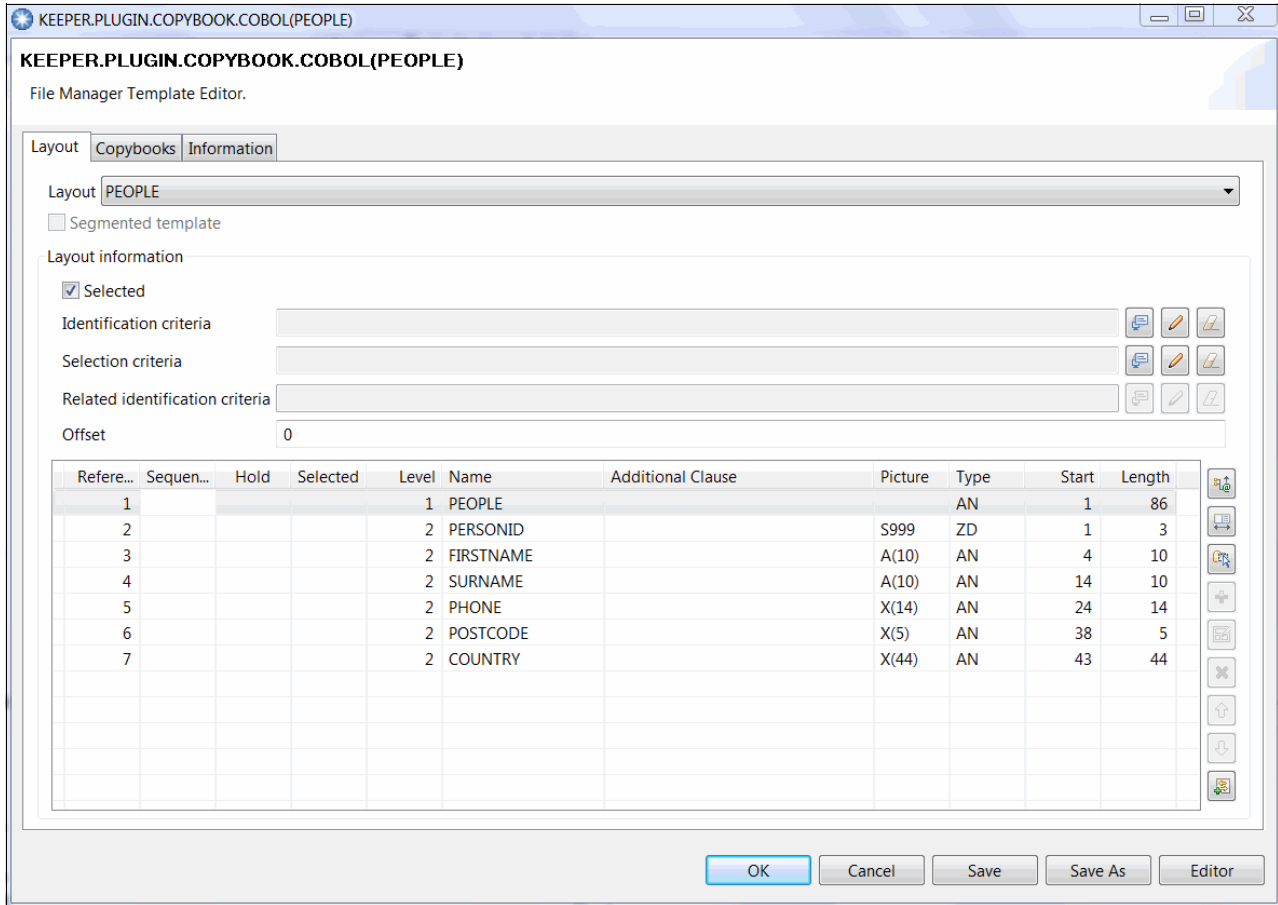 KEEPER.PLUGIN.COPYBOOK.COBOL(PEOPLE)
KEEPER.PLUGIN.COPYBOOK.COBOL(PEOPLE)
File Manager Template Editor.
Layout Copybooks Information
Layout PEOPLE
Segmented template
Layout information
Selected
Identification criteria
Selection criteria
Related identification criteria
Offset 0
Refere... Sequen... Hold Selected Level Name Additional Clause Picture Type Start Length
1 1 PEOPLE AN 1 86
2 2 PERSONID S999 ZD 1 3
3 2 FIRSTNAME A(10) AN 4 10
4 2 SURNAME A(10) AN 14 10
5 2 PHONE X(14) AN 24 14
6 2 POSTCODE X(5) AN 38 5
7 2 COUNTRY X(44) AN 43 44
OK Cancel Save Save As Editor